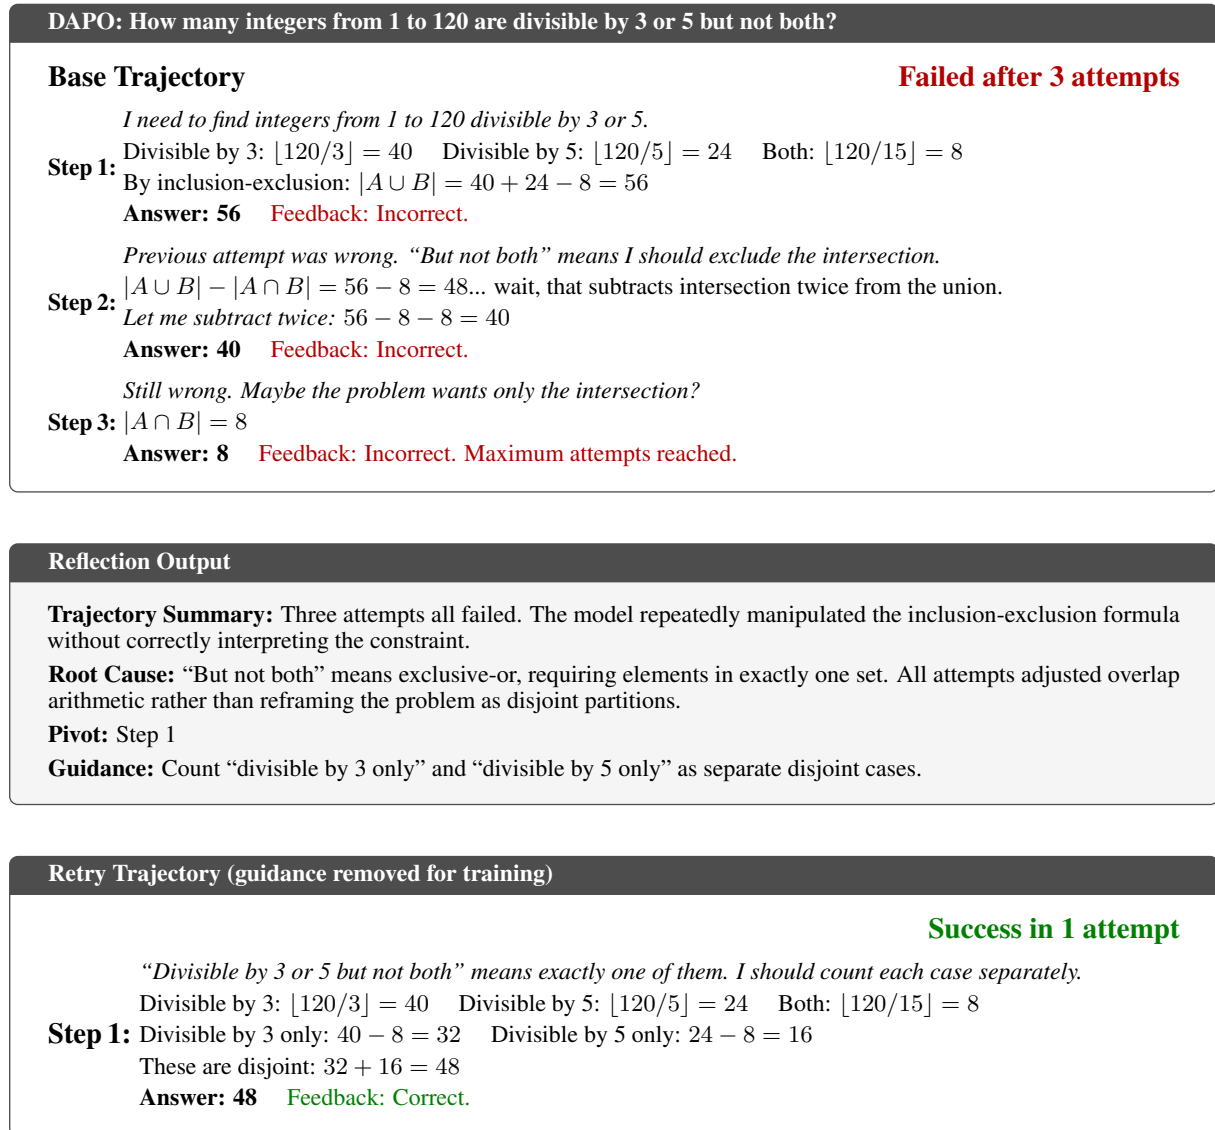 DAPO: How many integers from 1 to 120 are divisible by 3 or 5 but not both?
Base Trajectory
Failed after 3 attempts
I need to find integers from 1 to 120 divisible by 3 or 5.
Step 1: Divisible by 3: ⌊120/3⌋ = 40 Divisible by 5: ⌊120/5⌋ = 24 Both: ⌊120/15⌋ = 8
By inclusion-exclusion: |A ∪ B| = 40 + 24 − 8 = 56
Answer: 56 Feedback: Incorrect.
Previous attempt was wrong. “But not both” means I should exclude the intersection.
Step 2: |A ∪ B| − |A ∩ B| = 56 − 8 = 48... wait, that subtracts intersection twice from the union.
Let me subtract twice: 56 − 8 − 8 = 40
Answer: 40 Feedback: Incorrect.
Still wrong. Maybe the problem wants only the intersection?
Step 3: |A ∩ B| = 8
Answer: 8 Feedback: Incorrect. Maximum attempts reached.
Reflection Output
Trajectory Summary: Three attempts all failed. The model repeatedly manipulated the inclusion-exclusion formula
without correctly interpreting the constraint.
Root Cause: “But not both” means exclusive-or, requiring elements in exactly one set. All attempts adjusted overlap
arithmetic rather than reframing the problem as disjoint partitions.
Pivot: Step 1
Guidance: Count “divisible by 3 only” and “divisible by 5 only” as separate disjoint cases.
Retry Trajectory (guidance removed for training)
Success in 1 attempt
“Divisible by 3 or 5 but not both” means exactly one of them. I should count each case separately.
Divisible by 3: ⌊120/3⌋ = 40 Divisible by 5: ⌊120/5⌋ = 24 Both: ⌊120/15⌋ = 8
Step 1: Divisible by 3 only: 40 − 8 = 32 Divisible by 5 only: 24 − 8 = 16
These are disjoint: 32 + 16 = 48
Answer: 48 Feedback: Correct.